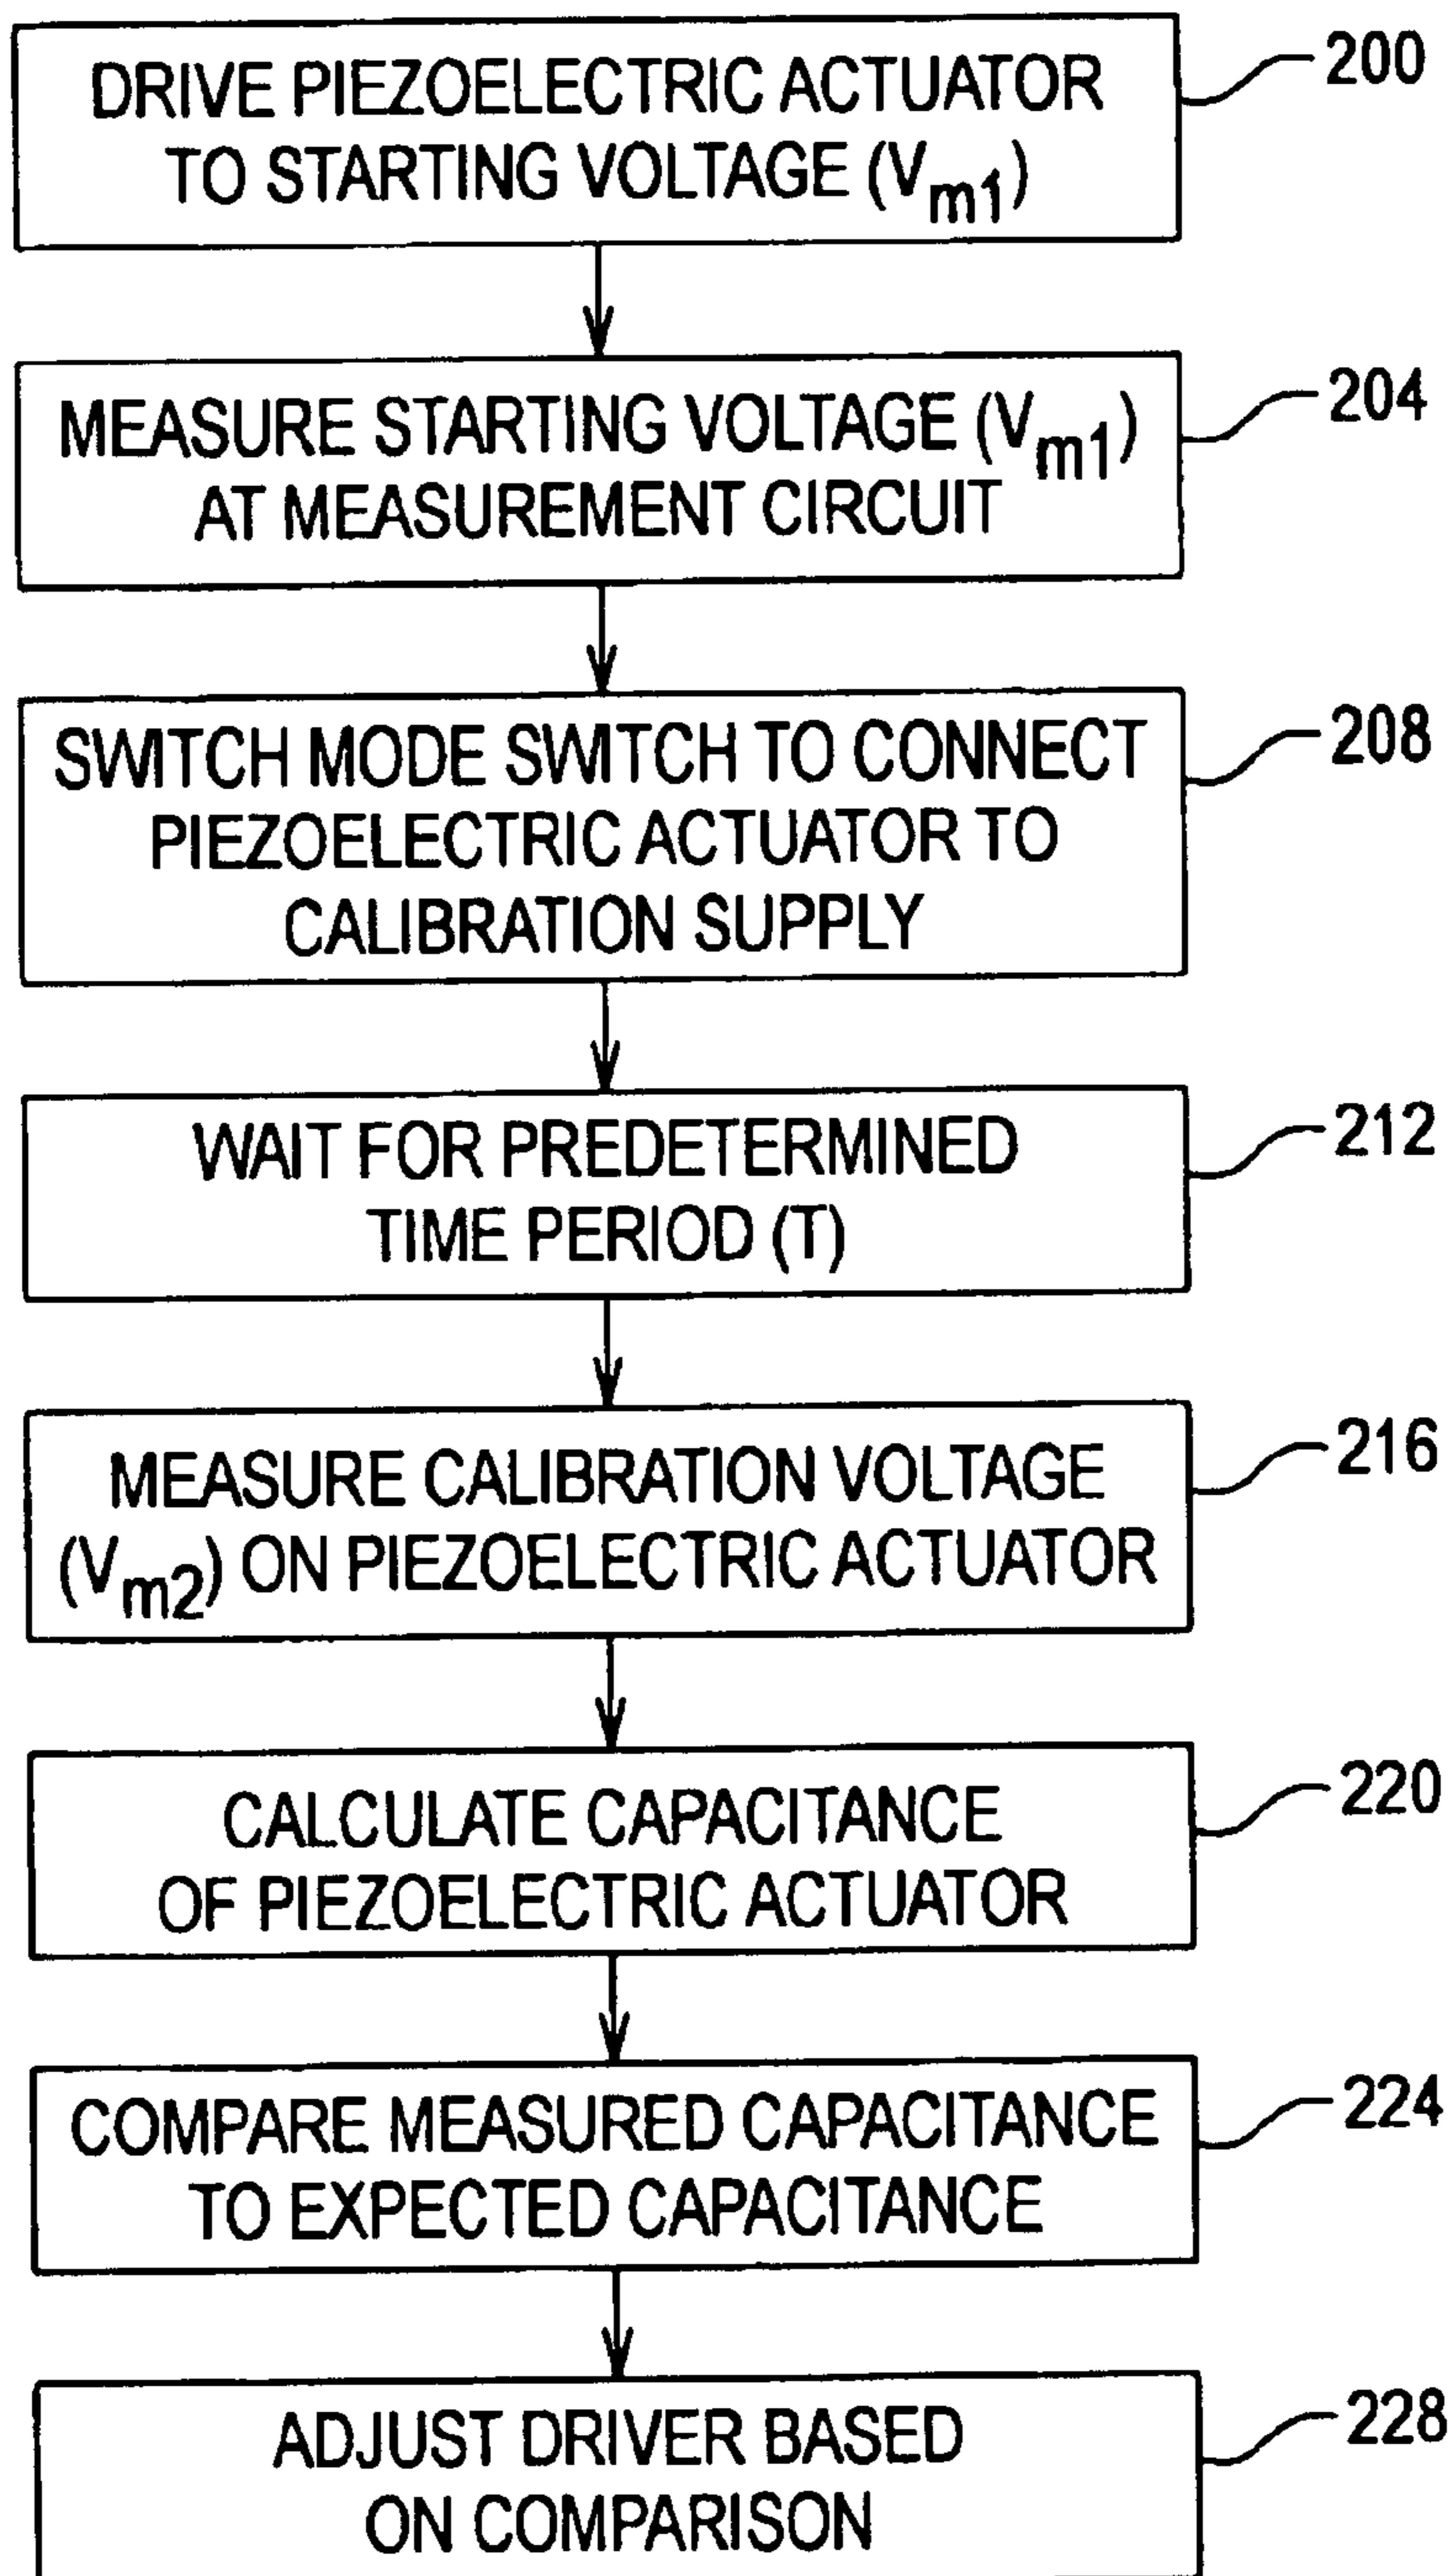 DRIVE PIEZOELECTRIC ACTUATOR
TO STARTING VOLTAGE (Vm1)
200
MEASURE STARTING VOLTAGE (Vm1)
AT MEASUREMENT CIRCUIT
204
SWITCH MODE SWITCH TO CONNECT
PIEZOELECTRIC ACTUATOR TO
CALIBRATION SUPPLY
208
WAIT FOR PREDETERMINED
TIME PERIOD (T)
212
MEASURE CALIBRATION VOLTAGE
(Vm2) ON PIEZOELECTRIC ACTUATOR
216
CALCULATE CAPACITANCE
OF PIEZOELECTRIC ACTUATOR
220
COMPARE MEASURED CAPACITANCE
TO EXPECTED CAPACITANCE
224
ADJUST DRIVER BASED
ON COMPARISON
228